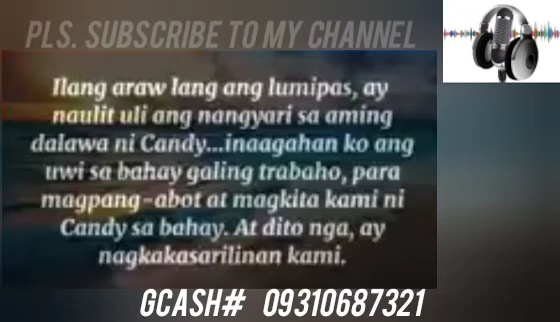 PLS. SUBSCRIBE TO MY CHANNEL
Ilang araw lang ang lumipas, ay
naulit uli ang nangyari sa aming
dalawa ni Candy...inaagahan ko ang
uwi sa bahay galing trabaho, para
magpang-abot at magkita kami ni
Candy sa bahay. At dito nga, ay
nagkakasarilinan kami.
GCASH# 09310687321